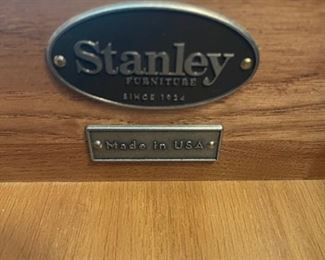 Stanley
FURNITURE
SINCE 1924
Made in USA